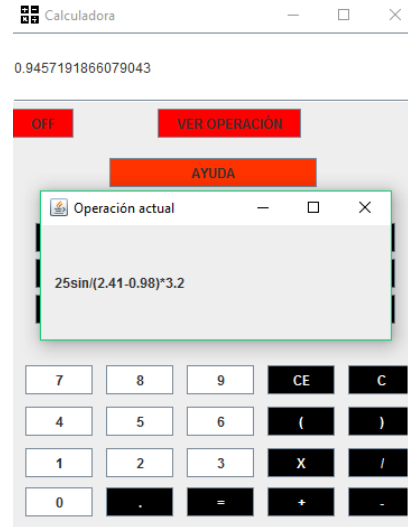 Calculadora
0.9457191866079043
OFF VER OPERACIÓN
AYUDA
Operación actual
25sin/(2.41-0.98)*3.2
7 8 9 CE C
4 5 6 ( )
1 2 3 X /
0 . = + -